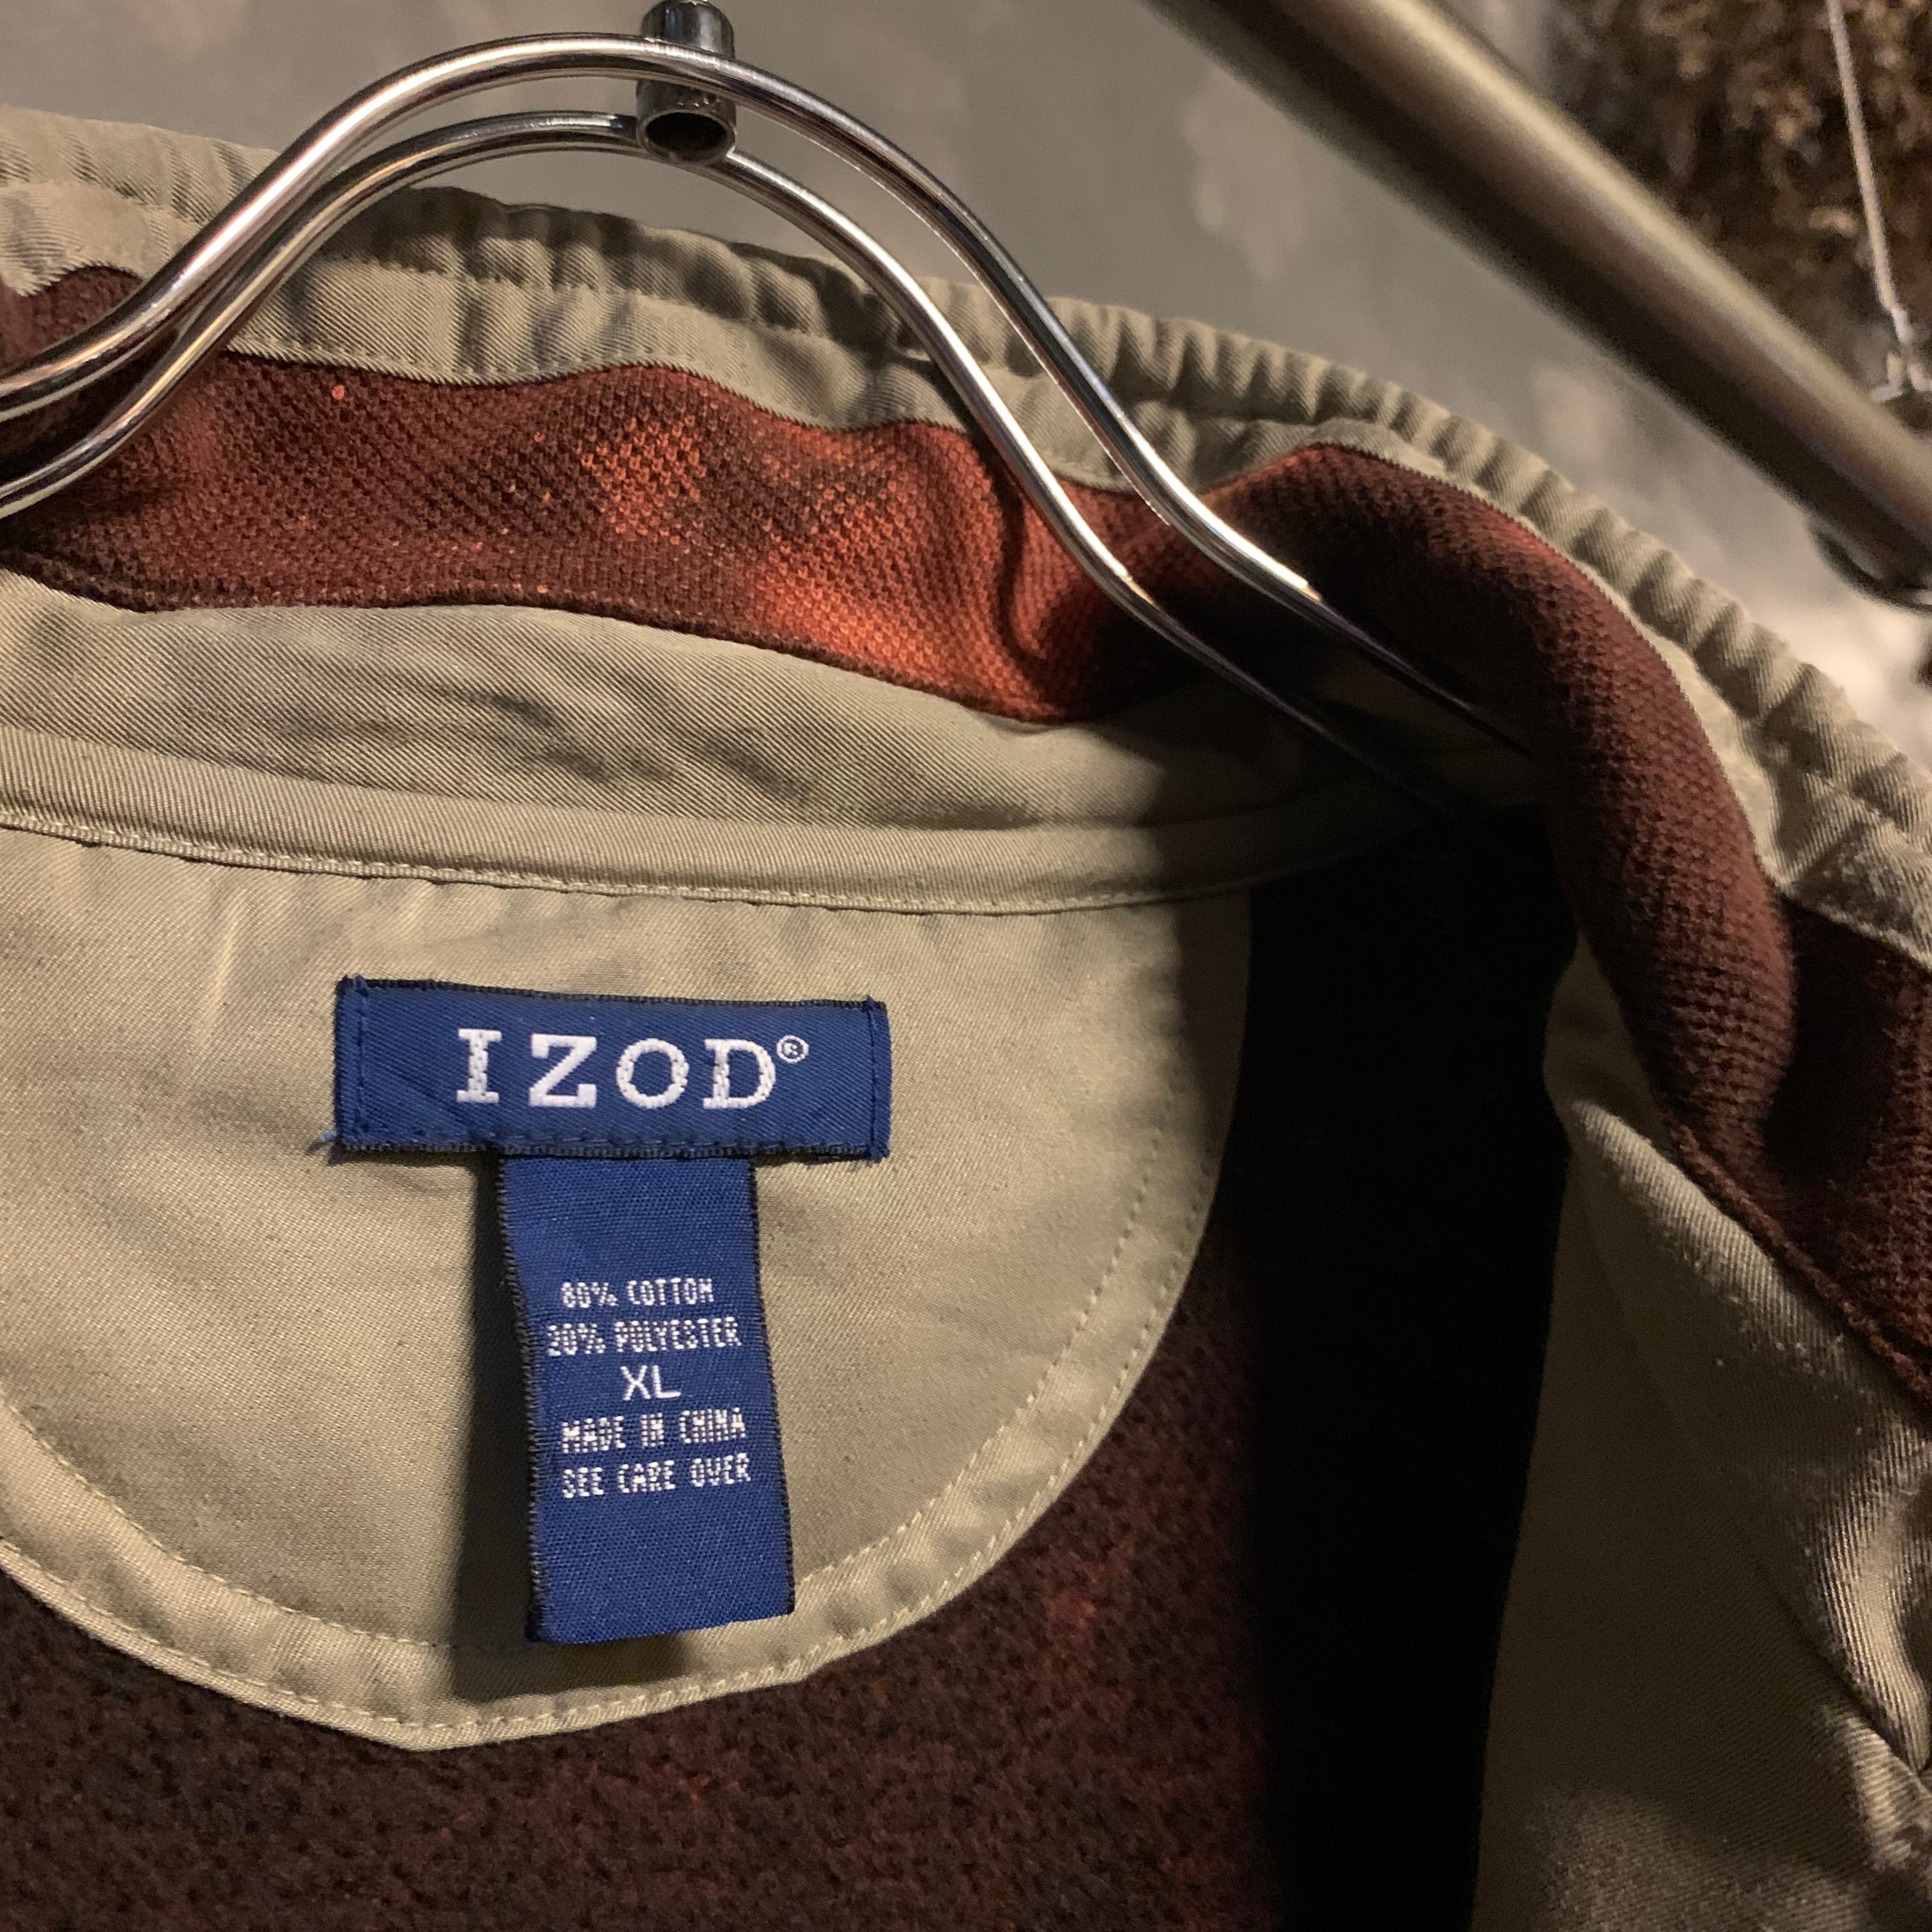 IZOD®
80% COTTON
20% POLYESTER
XL
MADE IN CHINA
SEE CARE OVER